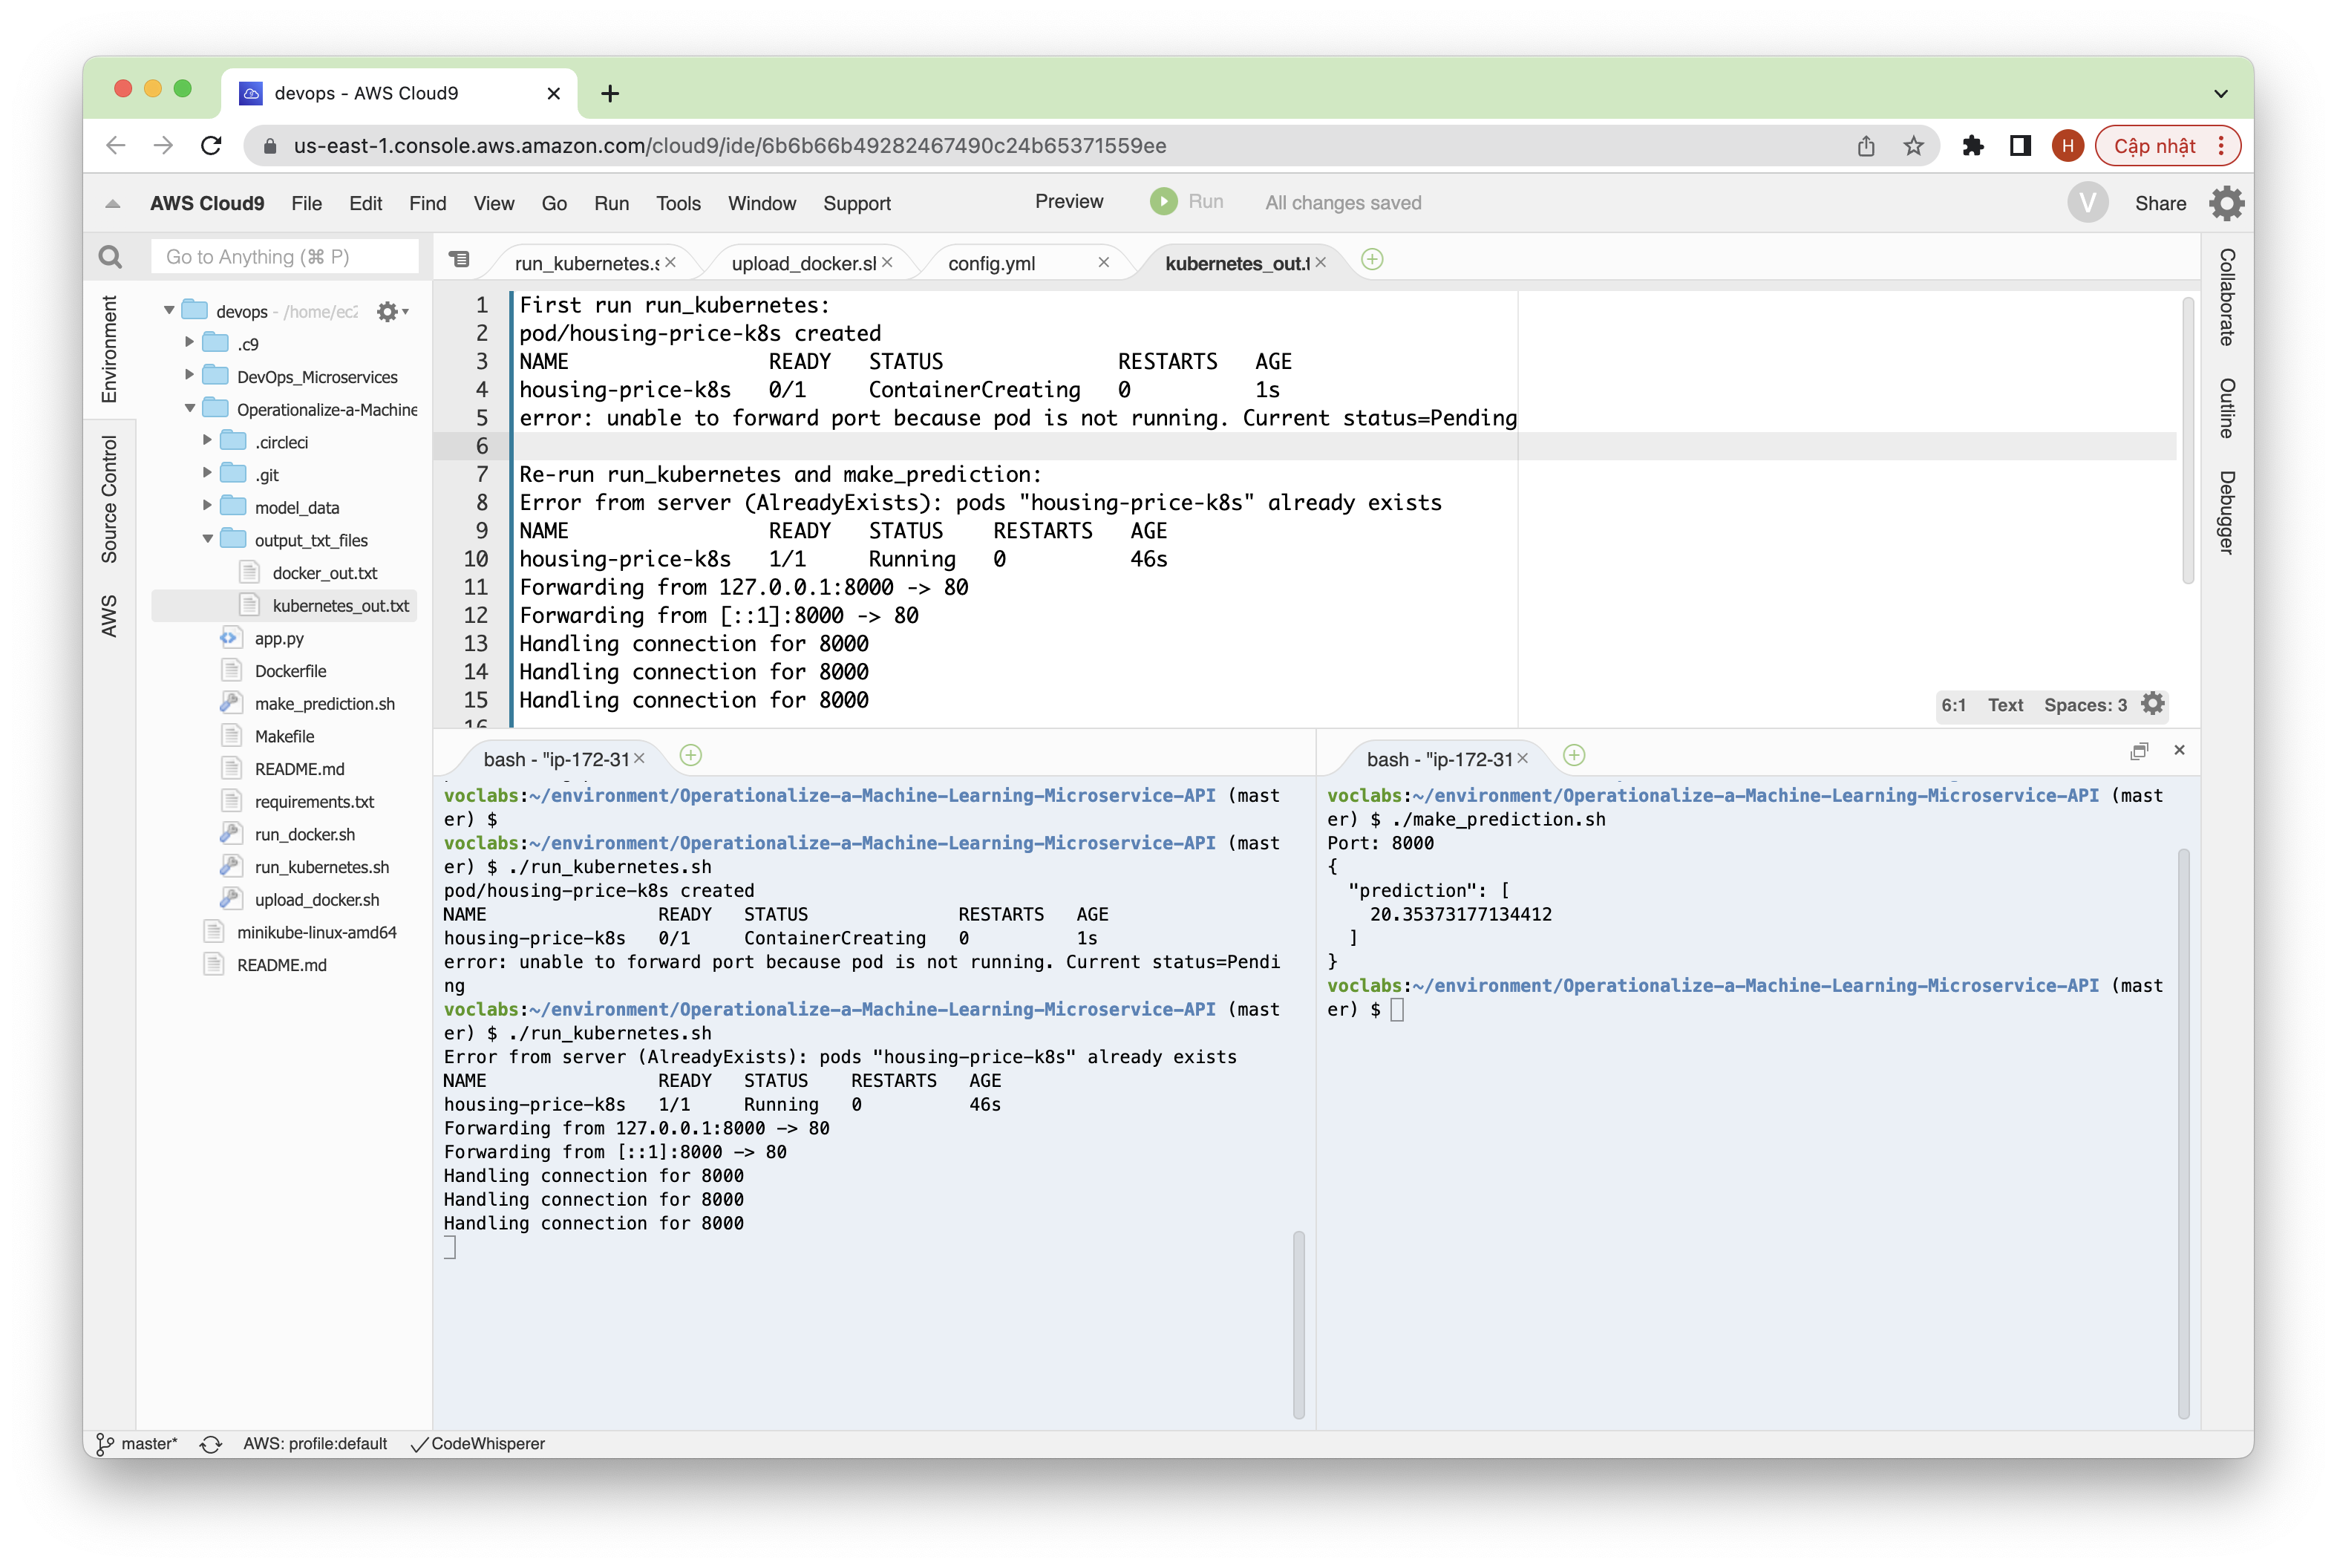 devops - AWS Cloud9
us-east-1.console.aws.amazon.com/cloud9/ide/6b6b66b49282467490c24b65371559ee
H
Cập nhật
AWS Cloud9 File Edit Find View Go Run Tools Window Support Preview Run All changes saved V Share
Go to Anything (⌘ P)
run_kubernetes.s
upload_docker.sl
config.yml
kubernetes_out.t
Environment
Source Control
AWS
devops - /home/ec2
.c9
DevOps_Microservices
Operationalize-a-Machine
.circleci
.git
model_data
output_txt_files
docker_out.txt
kubernetes_out.txt
app.py
Dockerfile
make_prediction.sh
Makefile
README.md
requirements.txt
run_docker.sh
run_kubernetes.sh
upload_docker.sh
minikube-linux-amd64
README.md
1 First run run_kubernetes:
2 pod/housing-price-k8s created
3 NAME READY STATUS RESTARTS AGE
4 housing-price-k8s 0/1 ContainerCreating 0 1s
5 error: unable to forward port because pod is not running. Current status=Pending
6
7 Re-run run_kubernetes and make_prediction:
8 Error from server (AlreadyExists): pods "housing-price-k8s" already exists
9 NAME READY STATUS RESTARTS AGE
10 housing-price-k8s 1/1 Running 0 46s
11 Forwarding from 127.0.0.1:8000 -> 80
12 Forwarding from [::1]:8000 -> 80
13 Handling connection for 8000
14 Handling connection for 8000
15 Handling connection for 8000
16
6:1 Text Spaces: 3
Collaborate
Outline
Debugger
bash - "ip-172-31
voclabs:~/environment/Operationalize-a-Machine-Learning-Microservice-API (mast
er) $
voclabs:~/environment/Operationalize-a-Machine-Learning-Microservice-API (mast
er) $ ./run_kubernetes.sh
pod/housing-price-k8s created
NAME READY STATUS RESTARTS AGE
housing-price-k8s 0/1 ContainerCreating 0 1s
error: unable to forward port because pod is not running. Current status=Pendi
ng
voclabs:~/environment/Operationalize-a-Machine-Learning-Microservice-API (mast
er) $ ./run_kubernetes.sh
Error from server (AlreadyExists): pods "housing-price-k8s" already exists
NAME READY STATUS RESTARTS AGE
housing-price-k8s 1/1 Running 0 46s
Forwarding from 127.0.0.1:8000 -> 80
Forwarding from [::1]:8000 -> 80
Handling connection for 8000
Handling connection for 8000
Handling connection for 8000
bash - "ip-172-31
voclabs:~/environment/Operationalize-a-Machine-Learning-Microservice-API (mast
er) $ ./make_prediction.sh
Port: 8000
{
"prediction": [
20.35373177134412
]
}
voclabs:~/environment/Operationalize-a-Machine-Learning-Microservice-API (mast
er) $
master* AWS: profile:default CodeWhisperer